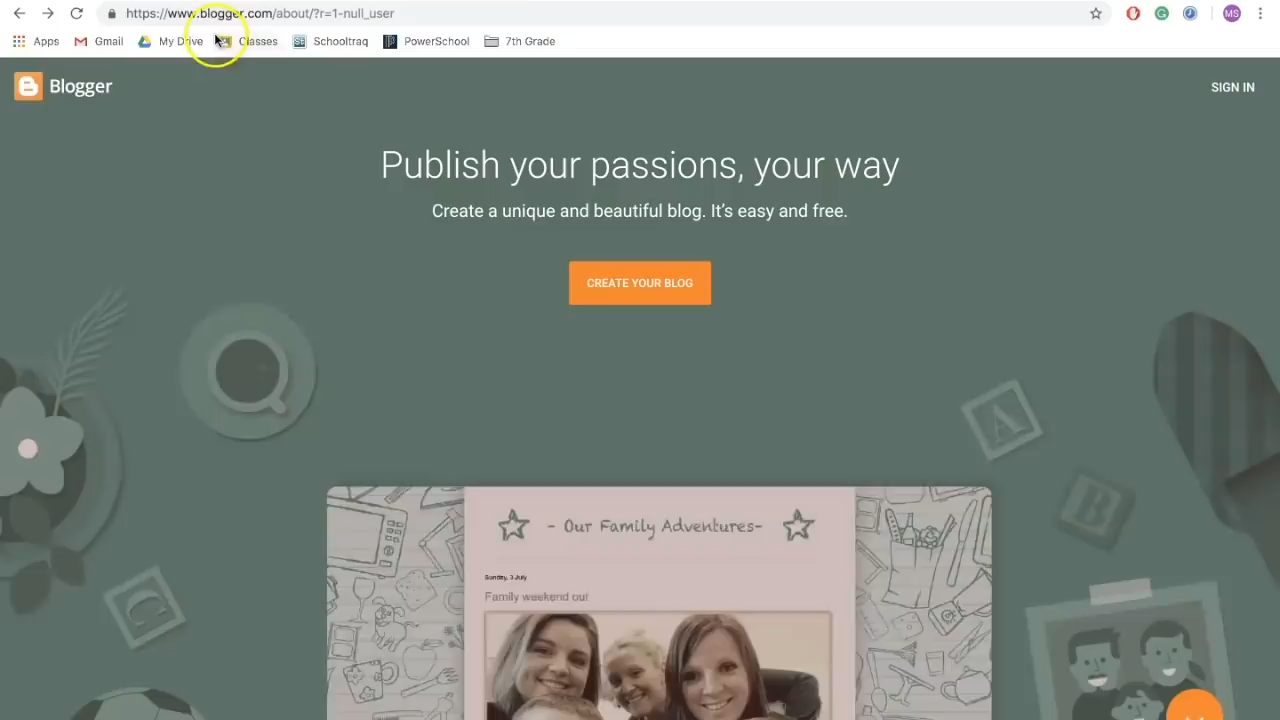 https://www.blogger.com/about/?r=1-null_user
MS
Apps Gmail My Drive Classes St Schooltraq PowerSchool 7th Grade
Blogger
SIGN IN
Publish your passions, your way
Create a unique and beautiful blog. It's easy and free.
CREATE YOUR BLOG
A
B
C
- Our Family Adventures-
Sunday, 3 July
Family weekend out